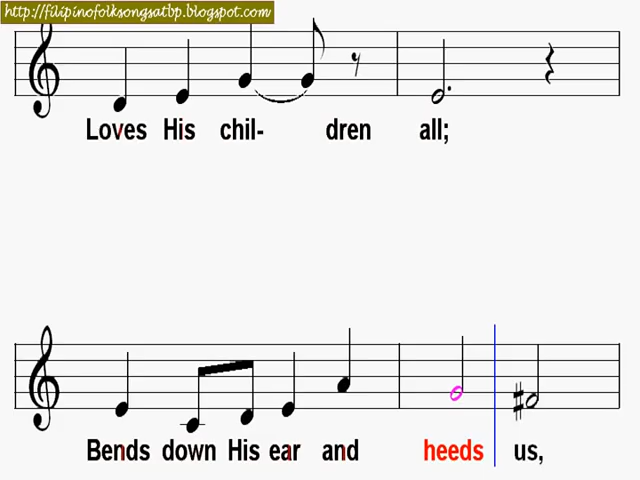 http://filipinofolksongsatbp.blogspot.com
Loves His chil- dren all;
Bends down His ear and heeds us,